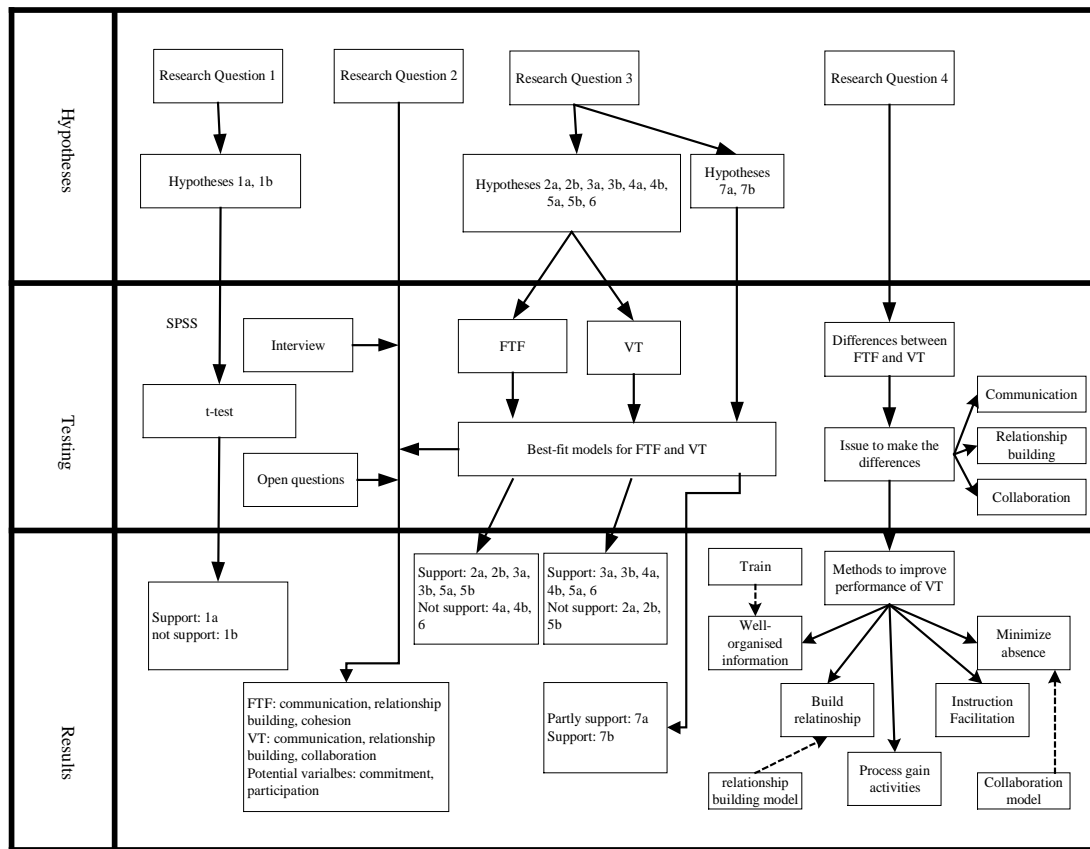 Hypotheses
Research Question 1
Research Question 2
Research Question 3
Research Question 4
Hypotheses 1a, 1b
Hypotheses 2a, 2b, 3a, 3b, 4a, 4b,
5a, 5b, 6
Hypotheses
7a, 7b
Testing
SPSS
Interview
FTF
VT
Differences between
FTF and VT
t-test
Communication
Best-fit models for FTF and VT
Issue to make the
differences
Relationship
building
Open questions
Collaboration
Results
Support: 1a
not support: 1b
Support: 2a, 2b, 3a,
3b, 5a, 5b
Not support: 4a, 4b,
6
Support: 3a, 3b, 4a,
4b, 5a, 6
Not support: 2a, 2b,
5b
Train
Methods to improve
performance of VT
Well-
organised
information
Minimize
absence
FTF: communication, relationship
building, cohesion
VT: communication, relationship
building, collaboration
Potential varialbes: commitment,
participation
Partly support: 7a
Support: 7b
Build
relatinoship
Instruction
Facilitation
relationship
building model
Process gain
activities
Collaboration
model